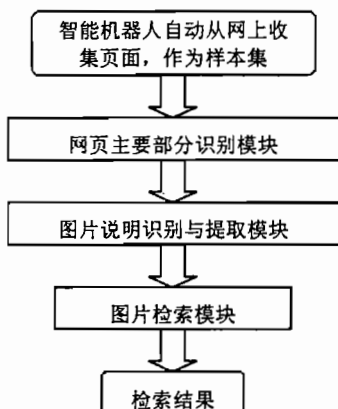 智能机器人自动从网上收
集页面，作为样本集
网页主要部分识别模块
图片说明识别与提取模块
图片检索模块
检索结果